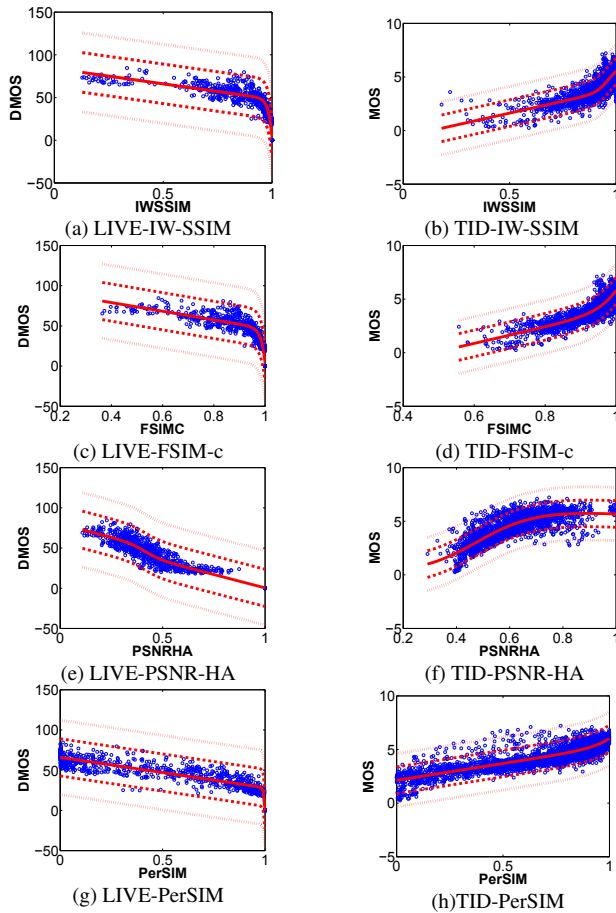 150
100
50
0
−50
DMOS
0
0.5
1
IWSSIM
(a) LIVE-IW-SSIM
10
5
0
−5
MOS
0
0.5
1
IWSSIM
(b) TID-IW-SSIM
150
100
50
0
−50
DMOS
0.2
0.4
0.6
0.8
1
FSIMC
(c) LIVE-FSIM-c
10
5
0
−5
MOS
0.4
0.6
0.8
1
FSIMC
(d) TID-FSIM-c
150
100
50
0
−50
DMOS
0
0.5
1
PSNRHA
(e) LIVE-PSNR-HA
10
5
0
−5
MOS
0.2
0.4
0.6
0.8
1
PSNRHA
(f) TID-PSNR-HA
150
100
50
0
−50
DMOS
0
0.5
1
PerSIM
(g) LIVE-PerSIM
10
5
0
−5
MOS
0
0.5
1
PerSIM
(h)TID-PerSIM